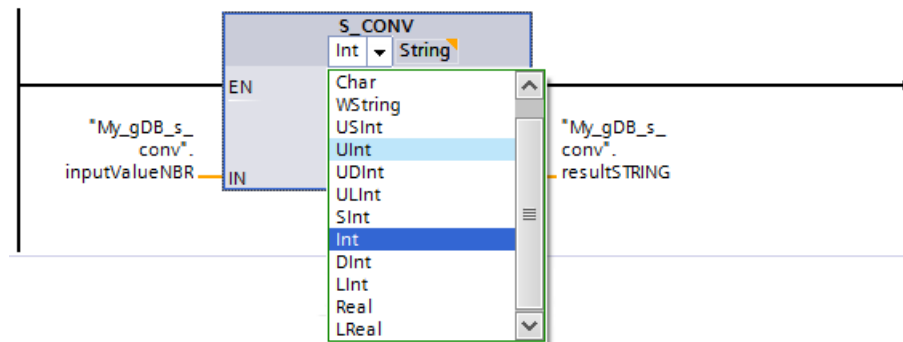 S_CONV
Int String
EN
"My_gDB_s_
conv".
inputValueNBR
IN
Char
WString
USInt
UInt
UDInt
ULInt
SInt
Int
DInt
LInt
Real
LReal
"My_gDB_s_
conv".
resultSTRING